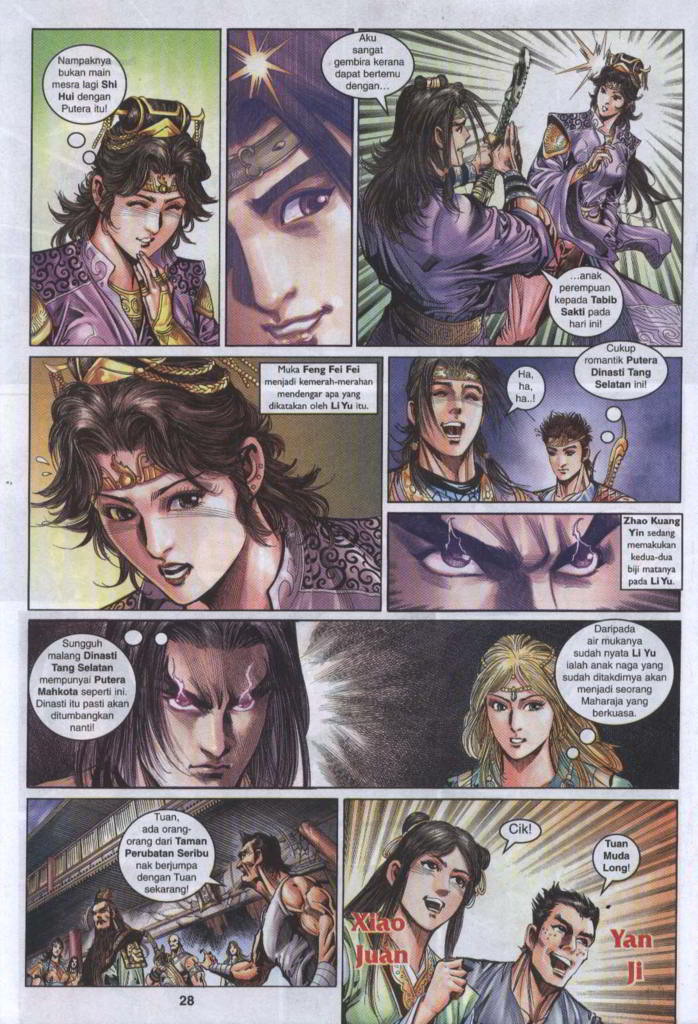 Nampaknya
bukan main
mesra lagi Shi
Hui dengan
Putera itu!
Aku
sangat
gembira kerana
dapat bertemu
dengan...
...anak
perempuan
kepada Tabib
Sakti pada
hari ini!
Muka Feng Fei Fei
menjadi kemerah-merahan
mendengar apa yang
dikatakan oleh Li Yu itu.
Ha,
ha,
ha..!
Cukup
romantik Putera
Dinasti Tang
Selatan ini!
Zhao Kuang
Yin sedang
memakukan
kedua-dua
biji matanya
pada Li Yu.
Sungguh
malang Dinasti
Tang Selatan
mempunyai Putera
Mahkota seperti ini.
Dinasti itu pasti akan
ditumbangkan
nanti!
Daripada
air mukanya
sudah nyata Li Yu
ialah anak naga yang
sudah ditakdirnya akan
menjadi seorang
Maharaja yang
berkuasa.
Tuan,
ada orang-
orang dari Taman
Perubatan Seribu
nak berjumpa
dengan Tuan
sekarang!
Cik!
Tuan
Muda
Long!
Xiao
Juan
Yan
Ji
28